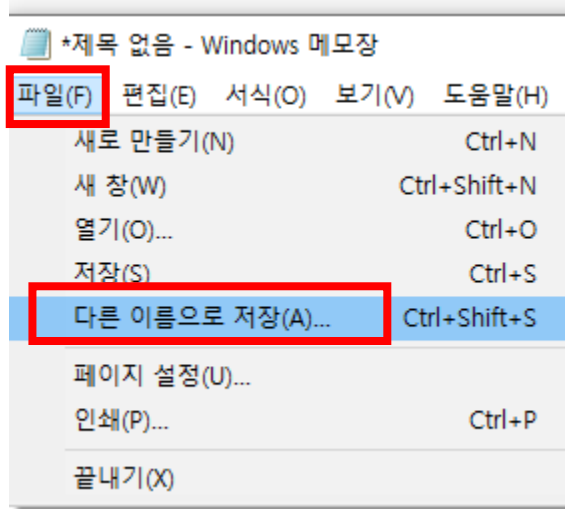 *제목 없음 - Windows 메모장
파일(F) 편집(E) 서식(O) 보기(V) 도움말(H)
새로 만들기(N) Ctrl+N
새 창(W) Ctrl+Shift+N
열기(O)... Ctrl+O
저장(S) Ctrl+S
다른 이름으로 저장(A)... Ctrl+Shift+S
페이지 설정(U)...
인쇄(P)... Ctrl+P
끝내기(X)